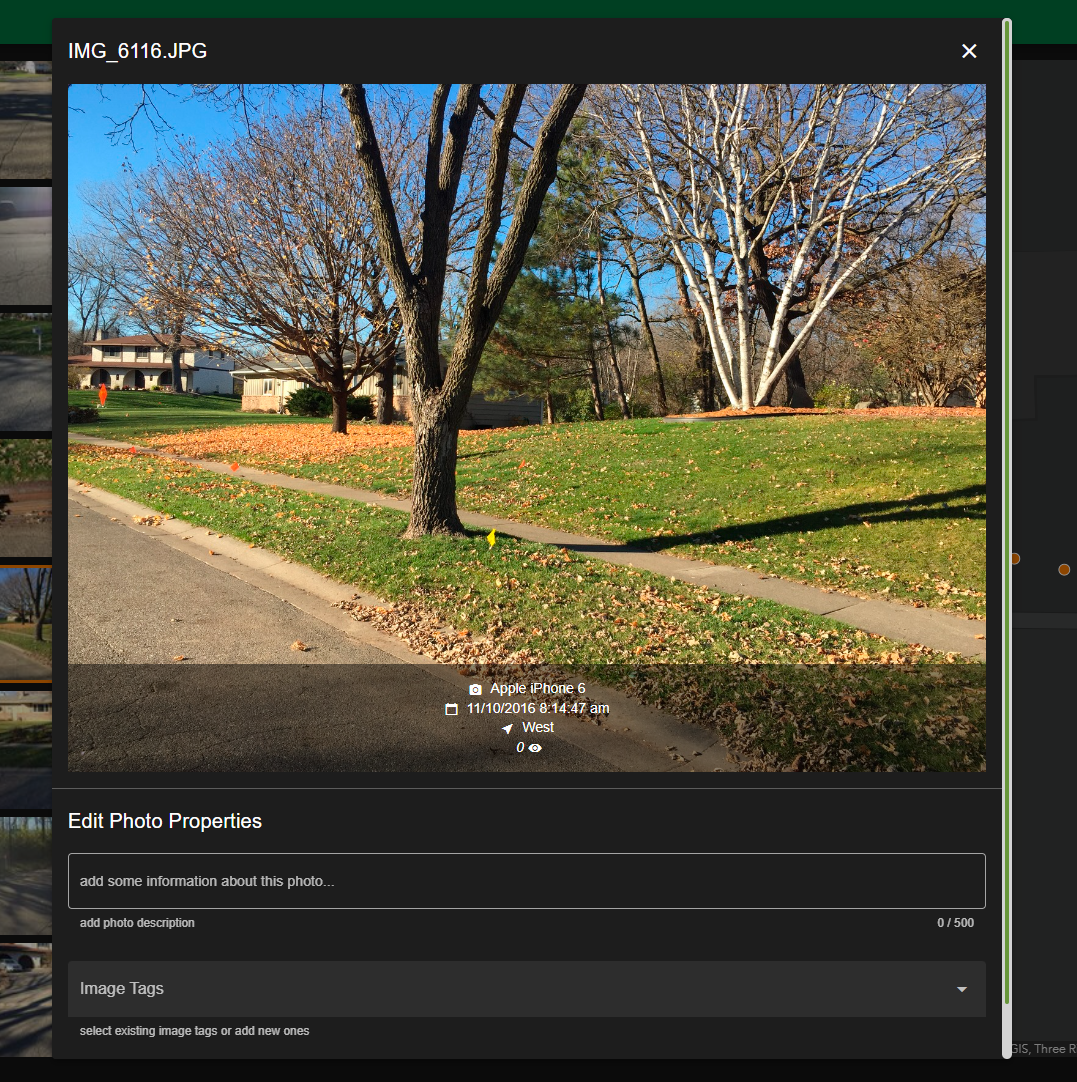 IMG_6116.JPG
Apple iPhone 6
11/10/2016 8:14:47 am
West
0
Edit Photo Properties
add some information about this photo...
add photo description
0 / 500
Image Tags
select existing image tags or add new ones
GIS, Three R